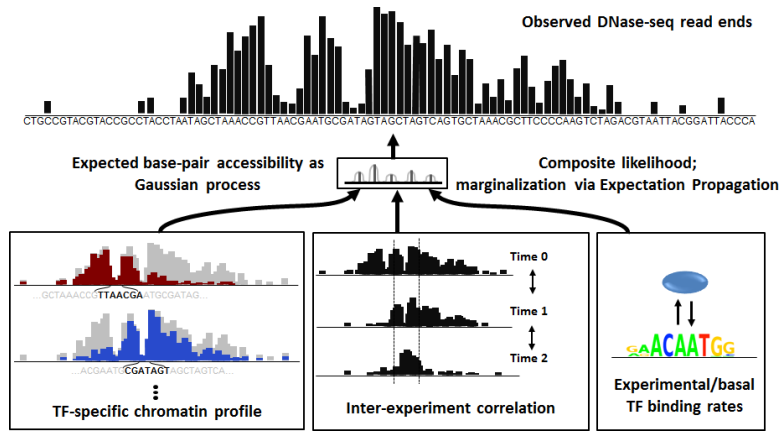 Observed DNase-seq read ends
CTGCCGTACGTACCGCCTACCTAATAGCTAAACCGTTAACGAATGCGATAGTAGCTAGTCAGTGCTAAACGCTTCCCCAAGTCTAGACGTAATTACGGATTACCCA
Expected base-pair accessibility as
Gaussian process
Composite likelihood;
marginalization via Expectation Propagation
...GCTAAACCGTTAACGAATGCGATAG...
...ACGAATGCGATAGTAGCTAGTCA...
TF-specific chromatin profile
Time 0
Time 1
Time 2
Inter-experiment correlation
GAACAATGG
Experimental/basal
TF binding rates